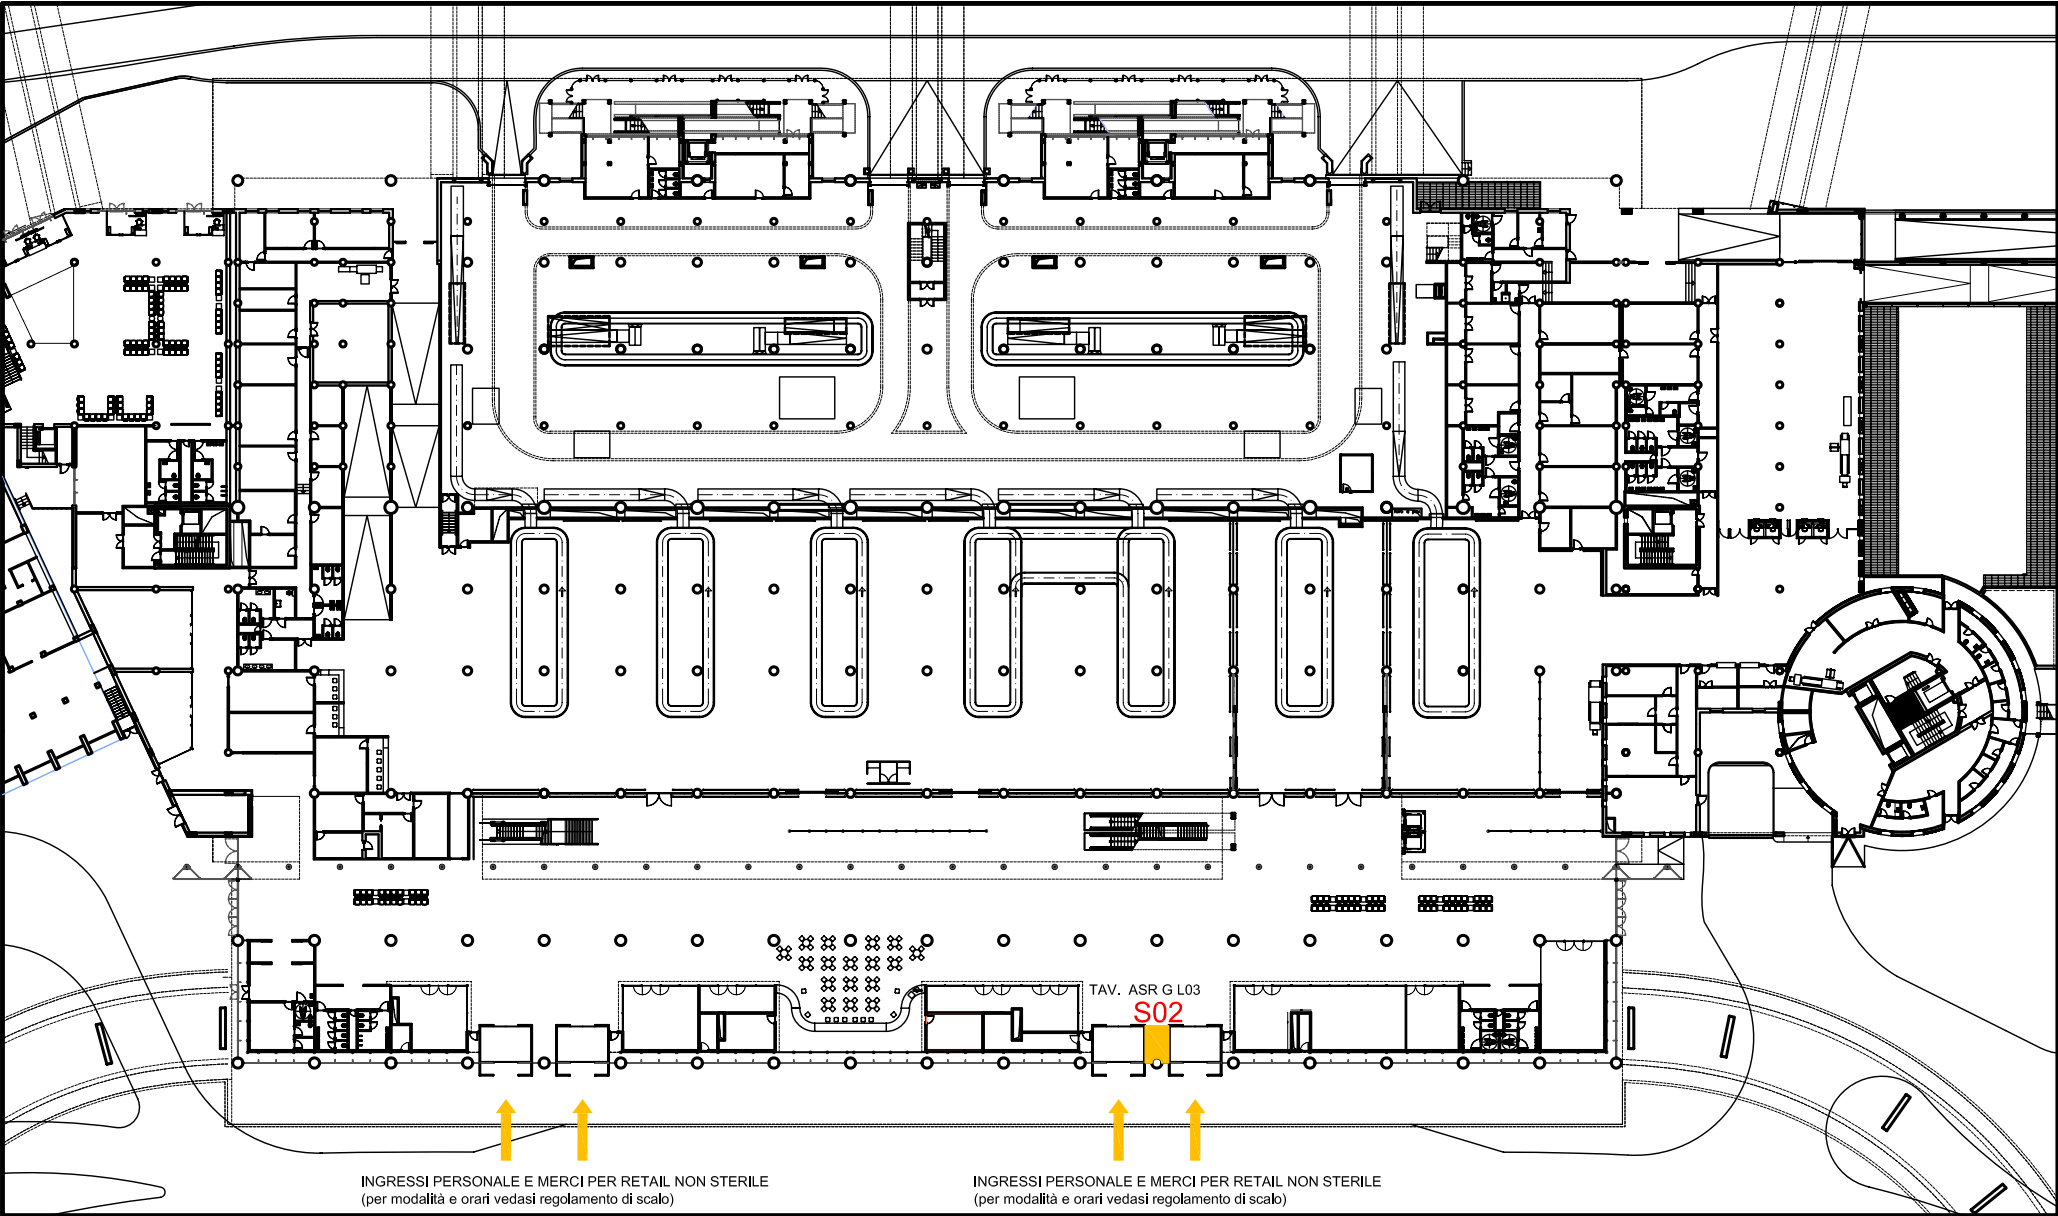 TAV. ASR G L03
S02
INGRESSI PERSONALE E MERCI PER RETAIL NON STERILE
(per modalità e orari vedasi regolamento di scalo)
INGRESSI PERSONALE E MERCI PER RETAIL NON STERILE
(per modalità e orari vedasi regolamento di scalo)